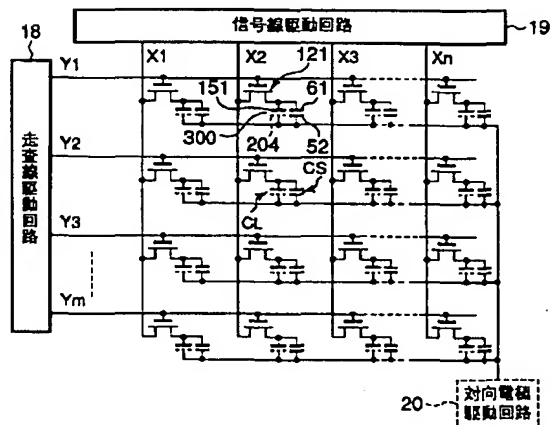 信号線駆動回路
19
18
X1 X2 121 X3 Xn
Y1
151 61
300 204 52
走査線駆動回路
Y2
CS
CL
Y3
Ym
20
対向電極
駆動回路